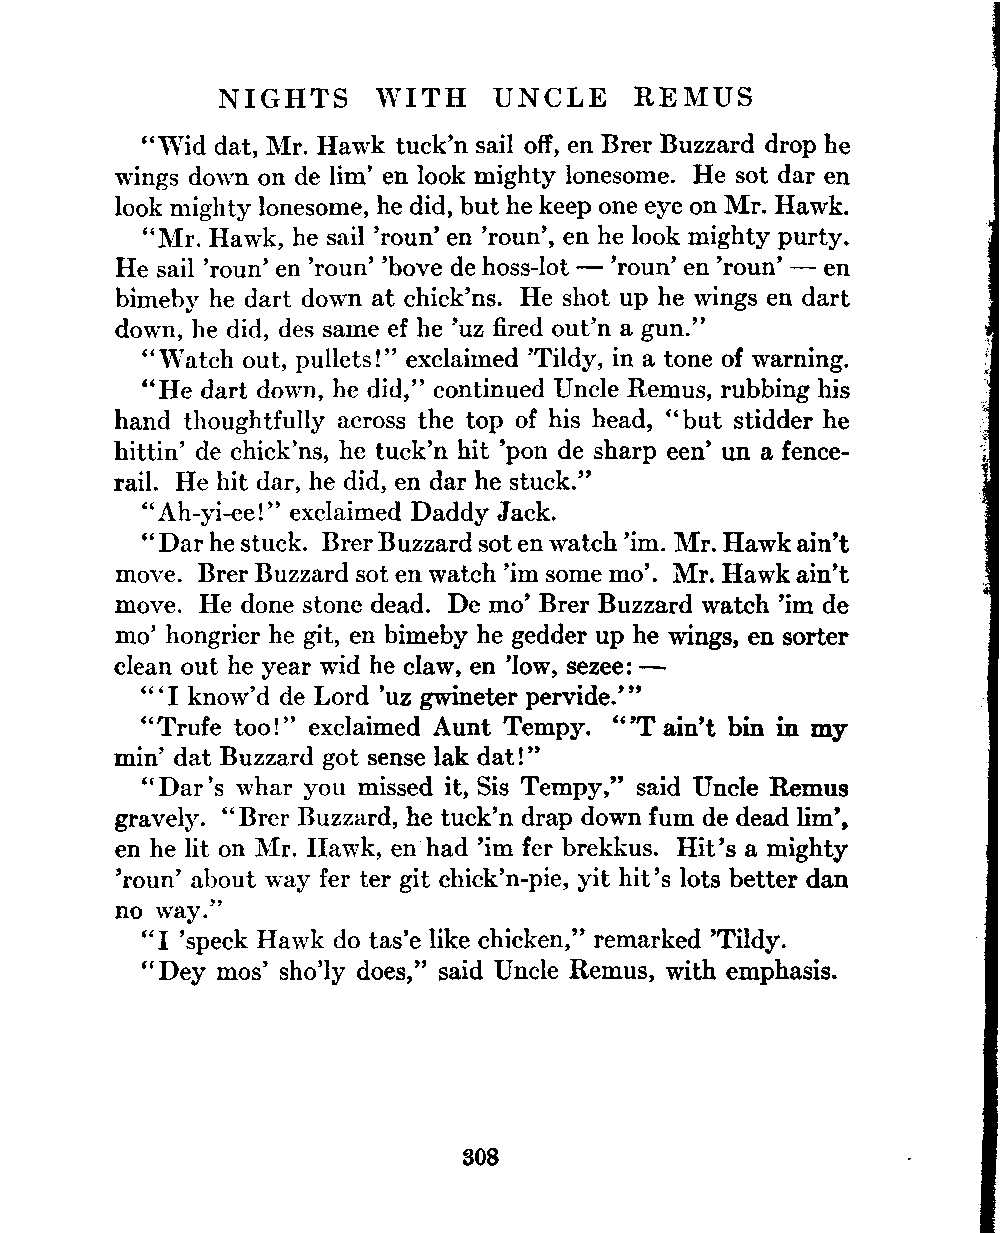 NIGHTS WITH UNCLE REMUS
“Wid dat, Mr. Hawk tuck’n sail off, en Brer Buzzard drop he
wings down on de lim’ en look mighty lonesome. He sot dar en
look mighty lonesome, he did, but he keep one eye on Mr. Hawk.
“Mr. Hawk, he sail ’roun’ en ’roun’, en he look mighty purty.
He sail ’roun’ en ’roun’ ’bove de hoss-lot — ’roun’ en ’roun’ — en
bimeby he dart down at chick’ns. He shot up he wings en dart
down, he did, des same ef he ’uz fired out’n a gun.”
“Watch out, pullets!” exclaimed ’Tildy, in a tone of warning.
“He dart down, he did,” continued Uncle Remus, rubbing his
hand thoughtfully across the top of his head, “but stidder he
hittin’ de chick’ns, he tuck’n hit ’pon de sharp een’ un a fence-
rail. He hit dar, he did, en dar he stuck.”
“Ah-yi-ee!” exclaimed Daddy Jack.
“Dar he stuck. Brer Buzzard sot en watch ’im. Mr. Hawk ain’t
move. Brer Buzzard sot en watch ’im some mo’. Mr. Hawk ain’t
move. He done stone dead. De mo’ Brer Buzzard watch ’im de
mo’ hongrier he git, en bimeby he gedder up he wings, en sorter
clean out he year wid he claw, en ’low, sezee: —
“‘I know’d de Lord ’uz gwineter pervide.’”
“Trufe too!” exclaimed Aunt Tempy. “’T ain’t bin in my
min’ dat Buzzard got sense lak dat!”
“Dar’s whar you missed it, Sis Tempy,” said Uncle Remus
gravely. “Brer Buzzard, he tuck’n drap down fum de dead lim’,
en he lit on Mr. Hawk, en had ’im fer brekkus. Hit’s a mighty
’roun’ about way fer ter git chick’n-pie, yit hit’s lots better dan
no way.”
“I ’speck Hawk do tas’e like chicken,” remarked ’Tildy.
“Dey mos’ sho’ly does,” said Uncle Remus, with emphasis.
308